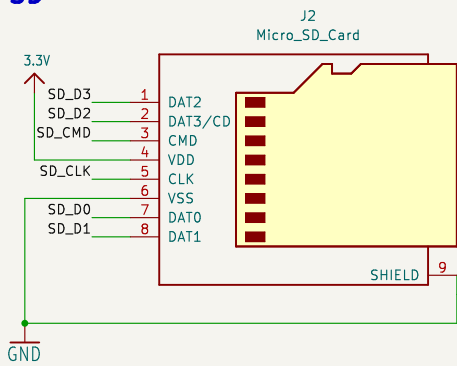 SD
J2
Micro_SD_Card
3.3V
SD_D3 1 DAT2
SD_D2 2 DAT3/CD
SD_CMD 3 CMD
4 VDD
SD_CLK 5 CLK
6 VSS
SD_D0 7 DAT0
SD_D1 8 DAT1
SHIELD 9
GND